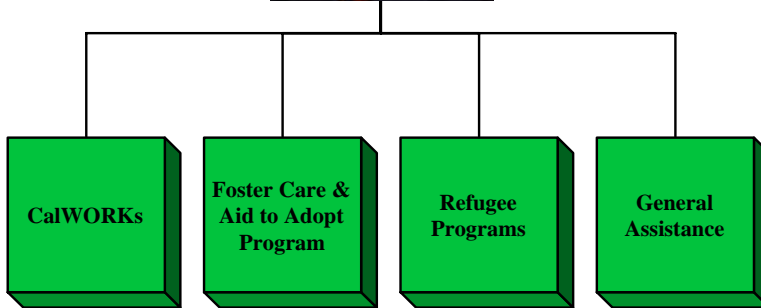 CalWORKs
Foster Care &
Aid to Adopt
Program
Refugee
Programs
General
Assistance